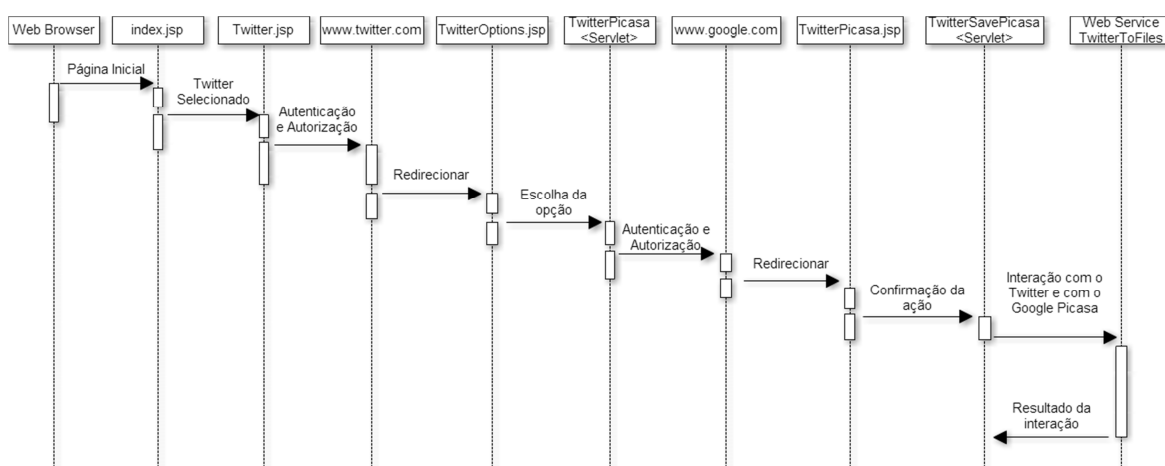 Web Browser
index.jsp
Twitter.jsp
www.twitter.com
TwitterOptions.jsp
TwitterPicasa
<Servlet>
www.google.com
TwitterPicasa.jsp
TwitterSavePicasa
<Servlet>
Web Service
TwitterToFiles
Página Inicial
Twitter
Selecionado
Autenticação
e Autorização
Redirecionar
Escolha da
opção
Autenticação e
Autorização
Redirecionar
Confirmação da
ação
Interação com o
Twitter e com o
Google Picasa
Resultado da
interação